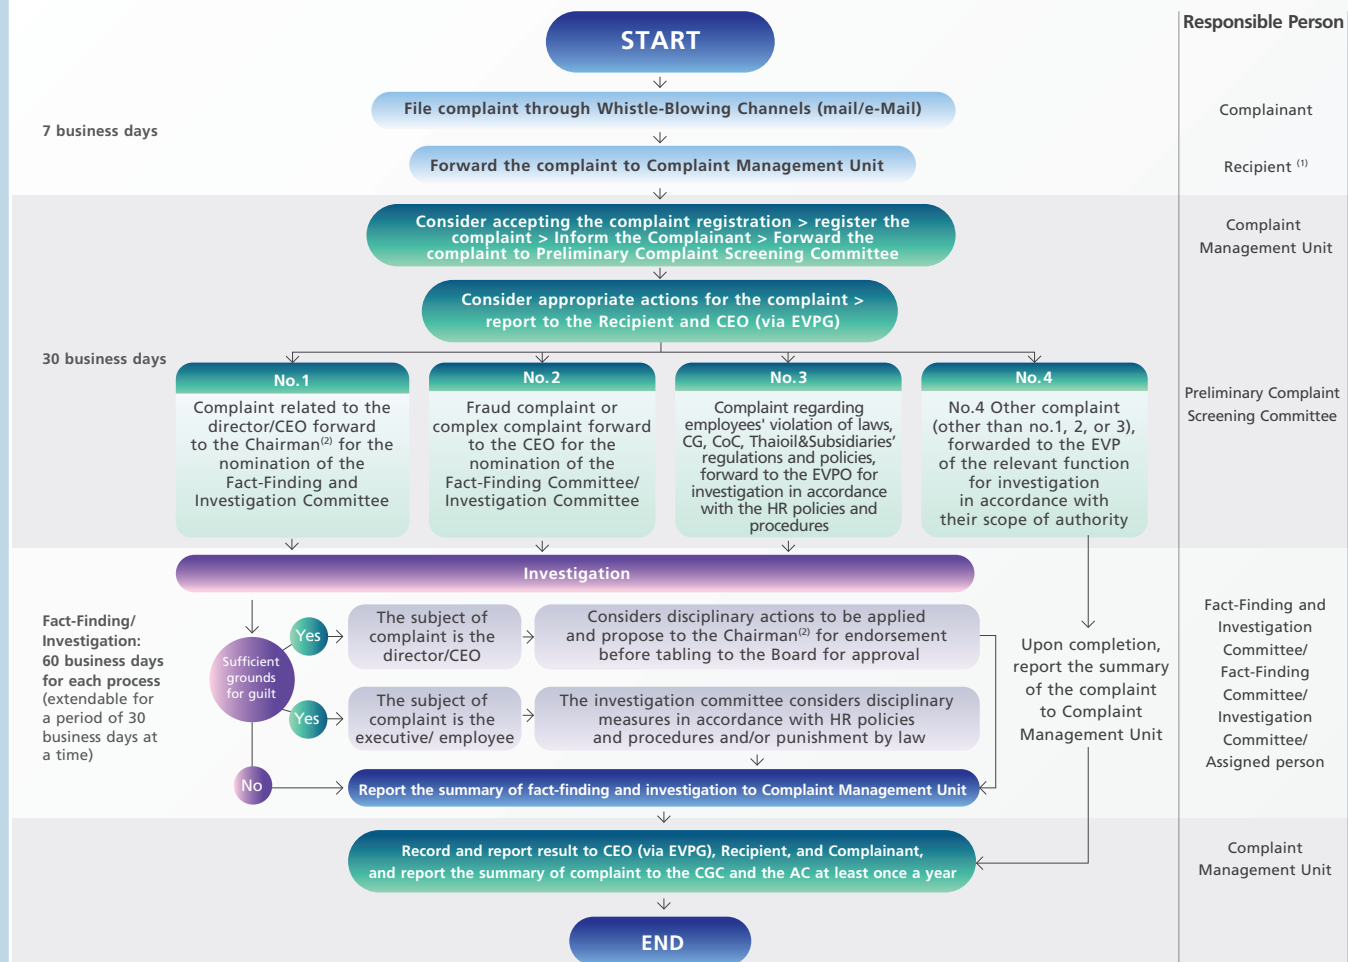 START
Responsible Person
7 business days
File complaint through Whistle-Blowing Channels (mail/e-Mail)
Complainant
Forward the complaint to Complaint Management Unit
Recipient (1)
30 business days
Consider accepting the complaint registration > register the
complaint > Inform the Complainant > Forward the
complaint to Preliminary Complaint Screening Committee
Complaint
Management Unit
Consider appropriate actions for the complaint >
report to the Recipient and CEO (via EVPG)
No.1
Complaint related to the
director/CEO forward
to the Chairman(2) for the
nomination of the
Fact-Finding and
Investigation Committee
No.2
Fraud complaint or
complex complaint forward
to the CEO for the
nomination of the
Fact-Finding Committee/
Investigation Committee
No.3
Complaint regarding
employees' violation of laws,
CG, CoC, Thaioil&Subsidiaries’
regulations and policies,
forward to the EVPO for
investigation in accordance
with the HR policies and
procedures
No.4
No.4 Other complaint
(other than no.1, 2, or 3),
forwarded to the EVP
of the relevant function
for investigation
in accordance with
their scope of authority
Preliminary Complaint
Screening Committee
Investigation
Fact-Finding/
Investigation:
60 business days
for each process
(extendable for
a period of 30
business days at
a time)
Sufficient
grounds
for guilt
Yes
The subject of
complaint is the
director/CEO
Considers disciplinary actions to be applied
and propose to the Chairman(2) for endorsement
before tabling to the Board for approval
Yes
The subject of
complaint is the
executive/ employee
The investigation committee considers disciplinary
measures in accordance with HR policies
and procedures and/or punishment by law
No
Report the summary of fact-finding and investigation to Complaint Management Unit
Upon completion,
report the summary
of the complaint
to Complaint
Management Unit
Fact-Finding and
Investigation
Committee/
Fact-Finding
Committee/
Investigation
Committee/
Assigned person
Record and report result to CEO (via EVPG), Recipient, and Complainant,
and report the summary of complaint to the CGC and the AC at least once a year
Complaint
Management Unit
END